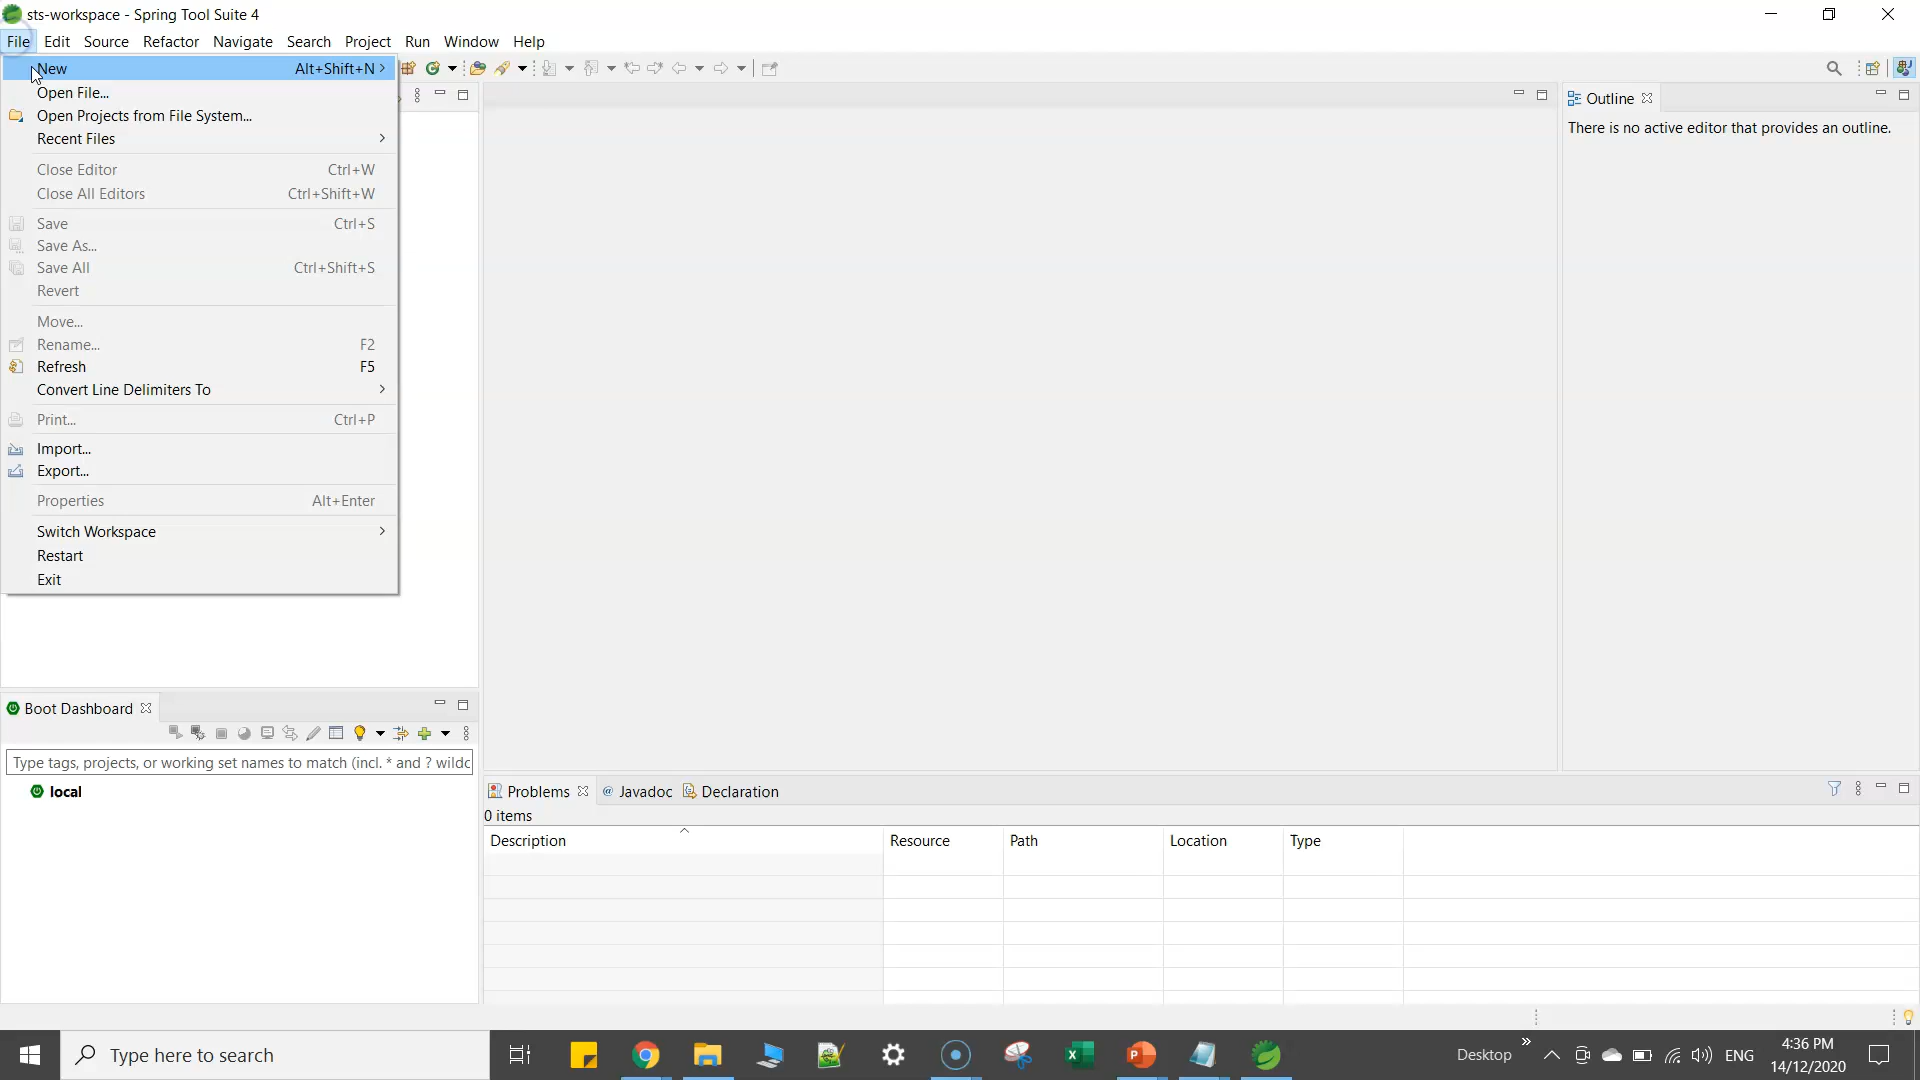 sts-workspace - Spring Tool Suite 4
File Edit Source Refactor Navigate Search Project Run Window Help
New Alt+Shift+N
Open File...
Open Projects from File System...
Recent Files
Close Editor Ctrl+W
Close All Editors Ctrl+Shift+W
Save Ctrl+S
Save As...
Save All Ctrl+Shift+S
Revert
Move...
Rename... F2
Refresh F5
Convert Line Delimiters To
Print... Ctrl+P
Import...
Export...
Properties Alt+Enter
Switch Workspace
Restart
Exit
Outline
There is no active editor that provides an outline.
Boot Dashboard
Type tags, projects, or working set names to match (incl. * and ? wildc
local
Problems @ Javadoc Declaration
0 items
Description Resource Path Location Type
Type here to search
Desktop
ENG
4:36 PM
14/12/2020